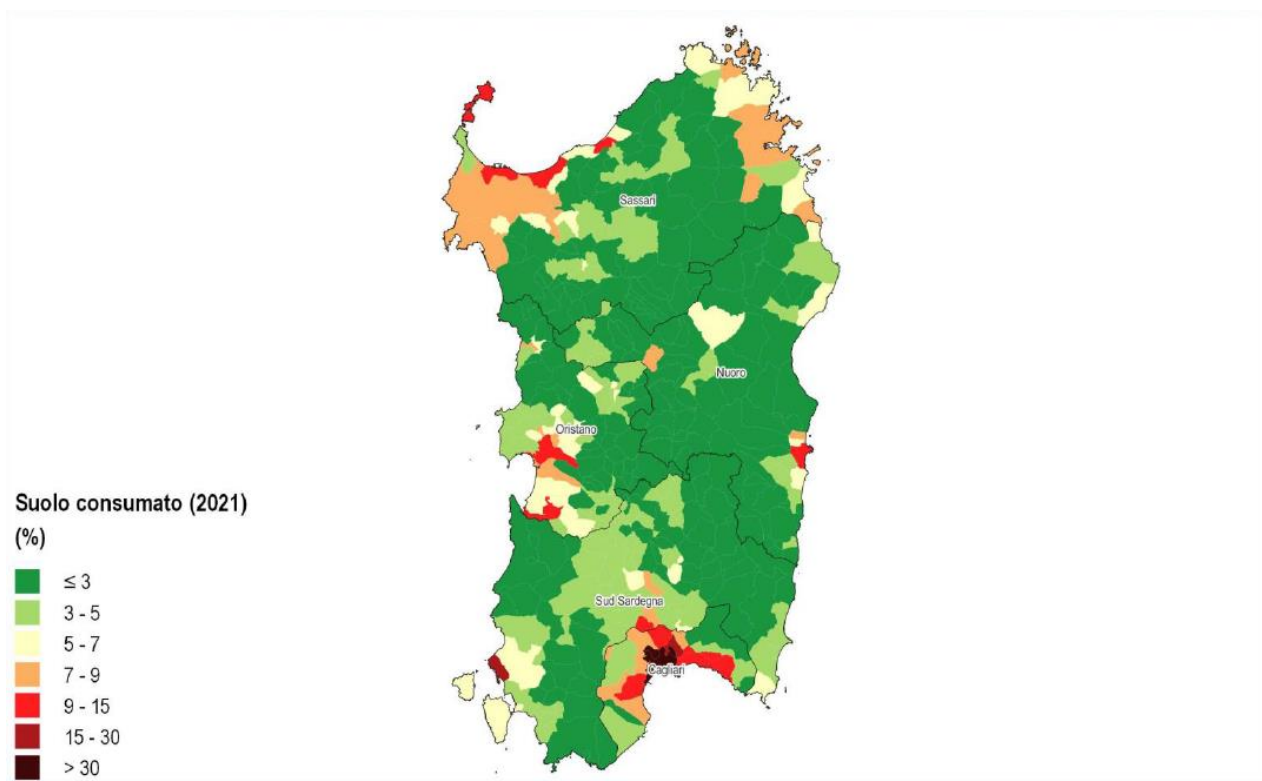 Sassari
Nuoro
Oristano
Sud Sardegna
Cagliari
Suolo consumato (2021)
(%)
≤ 3
3 - 5
5 - 7
7 - 9
9 - 15
15 - 30
> 30